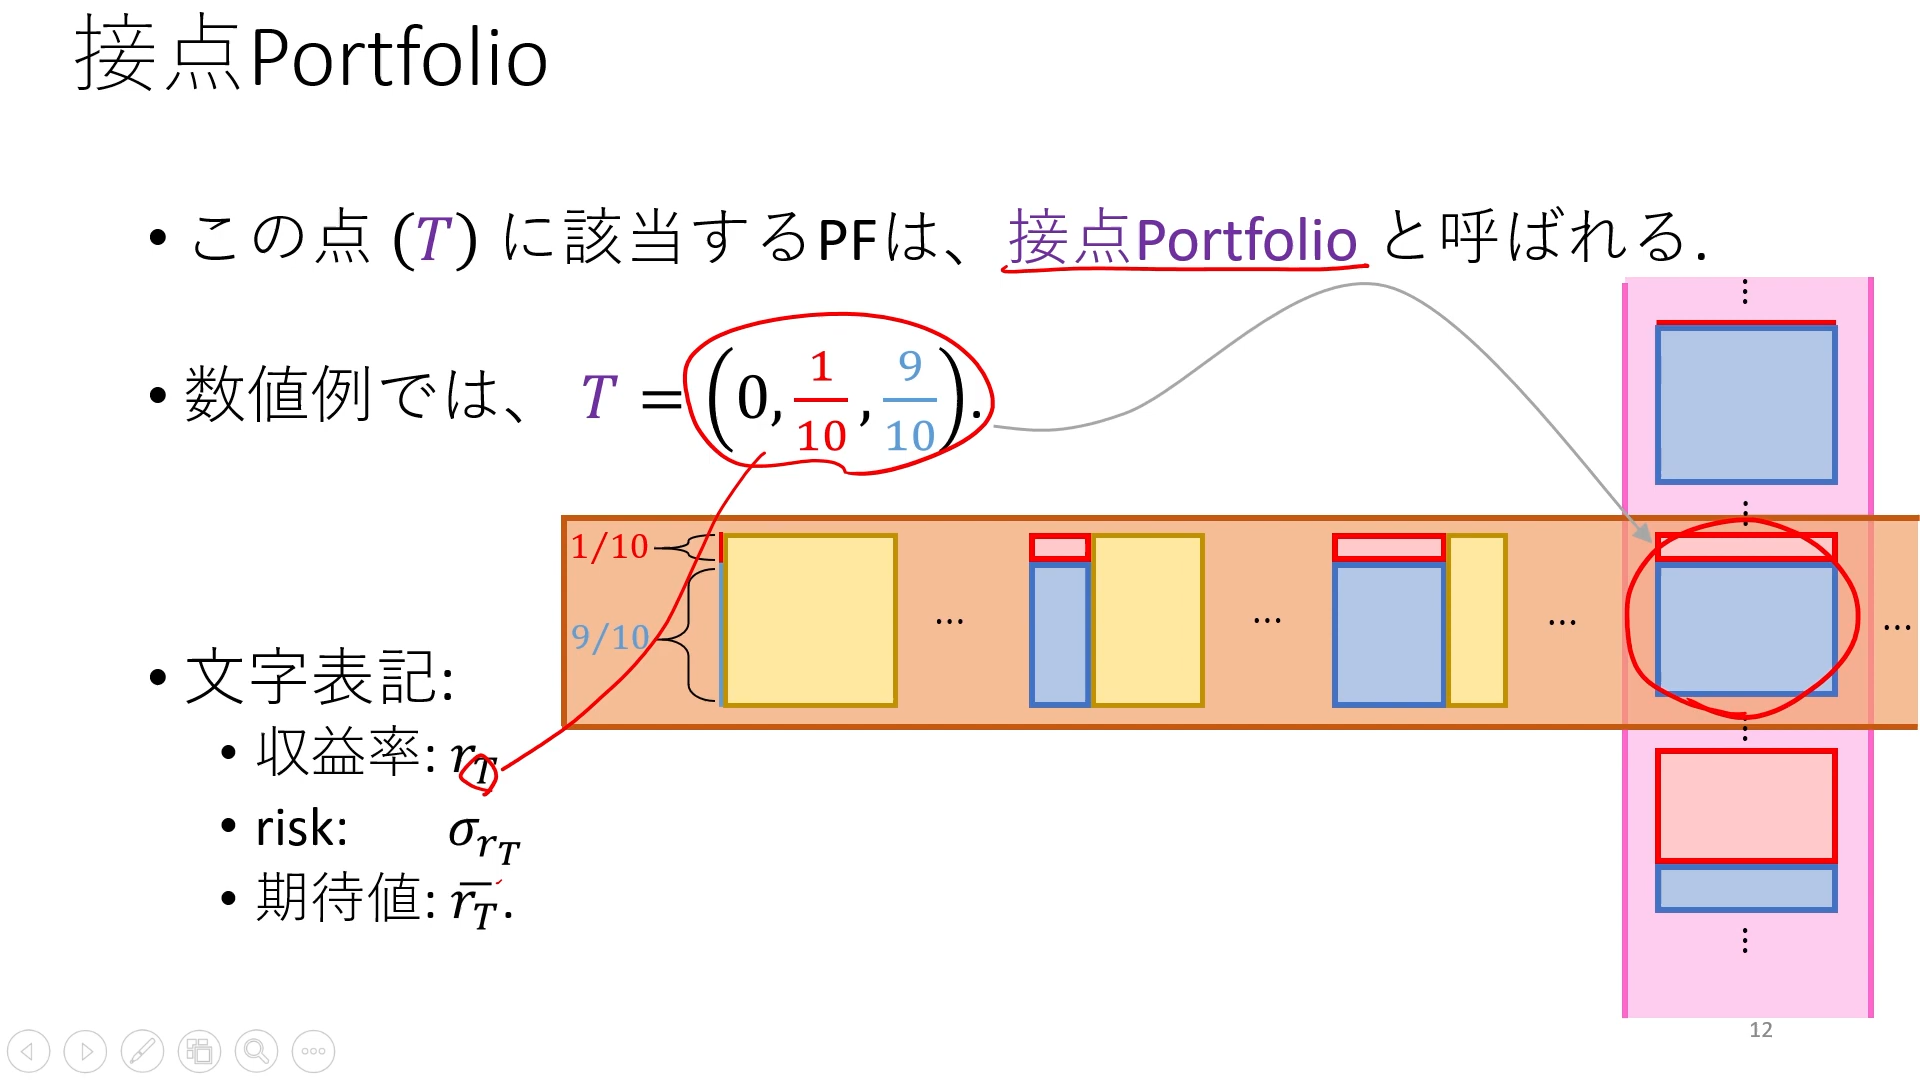 接点Portfolio
• この点 (T) に該当するPFは、接点Portfolio と呼ばれる.
• 数値例では、 T = (0, 1/10, 9/10).
1/10
9/10
... ... ... ...
• 文字表記:
• 収益率: r_T
• risk: σ_{r_T}
• 期待値: \overline{r_T}.
12